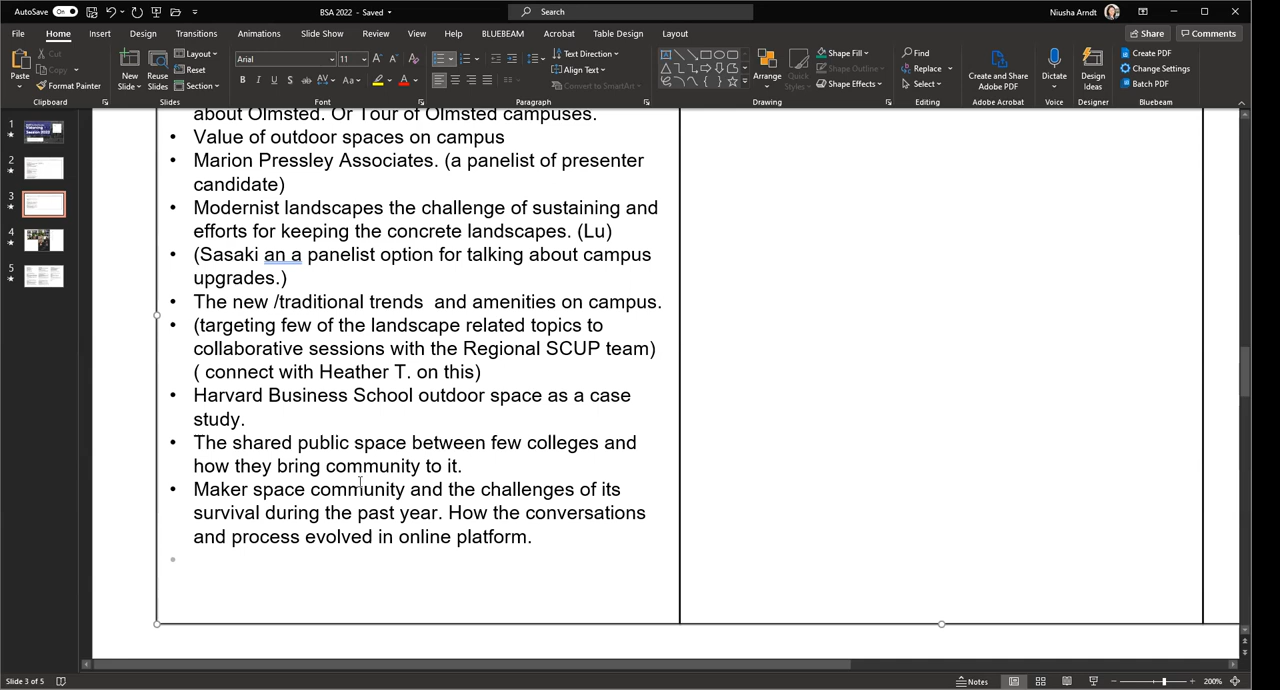 AutoSave On BSA 2022 - Saved Search Niusha Arndt
File Home Insert Design Transitions Animations Slide Show Review View Help BLUEBEAM Acrobat Table Design Layout Share Comments
Paste Cut Copy Format Painter New Slide Reuse Slides Layout Reset Section Arial 11 Text Direction Align Text Convert to SmartArt Arrange Quick Styles Shape Fill Shape Outline Shape Effects Find Replace Select Create and Share Adobe PDF Dictate Design Ideas Create PDF Change Settings Batch PDF
Clipboard Slides Font Paragraph Drawing Editing Adobe Acrobat Voice Designer Bluebeam
1
2
3
4
5
about Olmsted. Or Tour of Olmsted campuses.
• Value of outdoor spaces on campus
• Marion Pressley Associates. (a panelist of presenter
candidate)
• Modernist landscapes the challenge of sustaining and
efforts for keeping the concrete landscapes. (Lu)
• (Sasaki an a panelist option for talking about campus
upgrades.)
• The new /traditional trends and amenities on campus.
• (targeting few of the landscape related topics to
collaborative sessions with the Regional SCUP team)
( connect with Heather T. on this)
• Harvard Business School outdoor space as a case
study.
• The shared public space between few colleges and
how they bring community to it.
• Maker space community and the challenges of its
survival during the past year. How the conversations
and process evolved in online platform.
Slide 3 of 5 Notes 200%